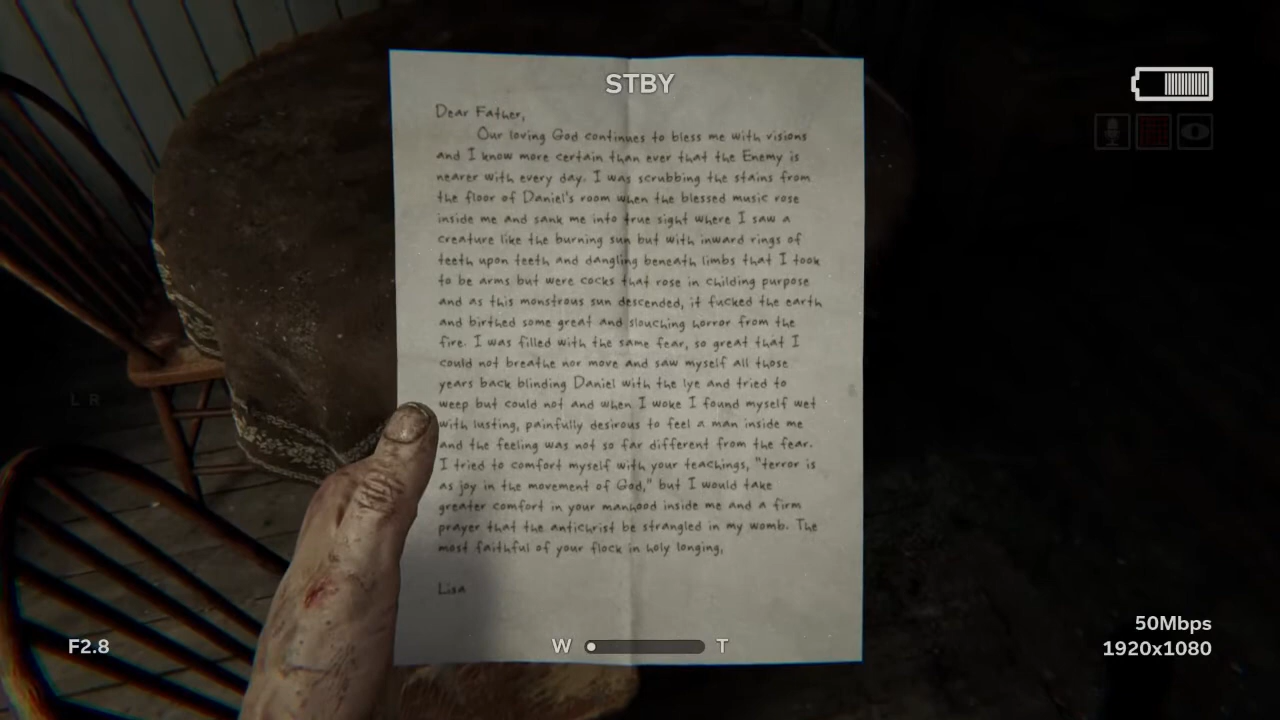 STBY
Dear Father,
Our loving God continues to bless me with visions
and I know more certain than ever that the Enemy is
nearer with every day. I was scrubbing the stains from
the floor of Daniel's room when the blessed music rose
inside me and sank me into true sight where I saw a
creature like the burning sun but with inward rings of
teeth upon teeth and dangling beneath limbs that I took
to be arms but were cocks that rose in childing purpose
and as this monstrous sun descended, it fucked the earth
and birthed some great and slouching horror from the
fire. I was filled with the same fear, so great that I
could not breathe nor move and saw myself all those
years back blinding Daniel with the lye and tried to
weep but could not and when I woke I found myself wet
with lusting, painfully desirous to feel a man inside me
and the feeling was not so far different from the fear.
I tried to comfort myself with your teachings, "terror is
as joy in the movement of God," but I would take
greater comfort in your manhood inside me and a firm
prayer that the antichrist be strangled in my womb. The
most faithful of your flock in holy longing,
Lisa
L R
F2.8
W T
50Mbps
1920x1080